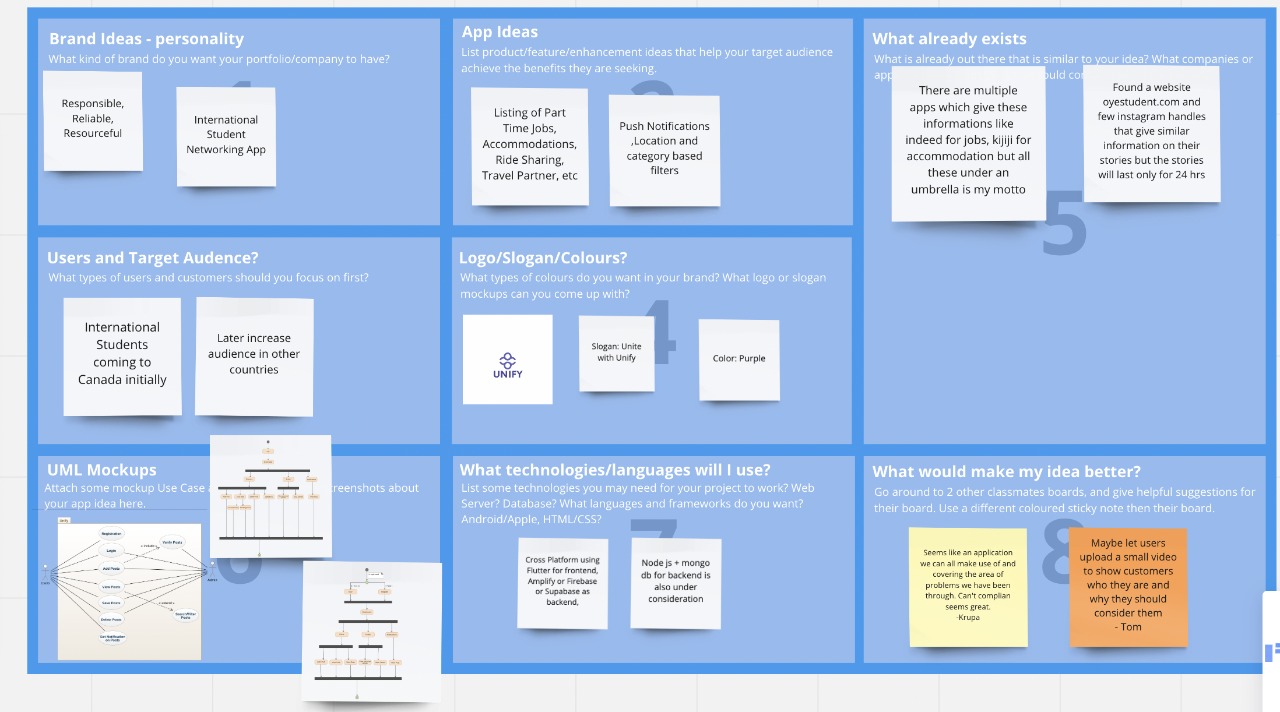 Brand Ideas - personality
What kind of brand do you want your portfolio/company to have?
Responsible,
Reliable,
Resourceful
International
Student
Networking App
App Ideas
List product/feature/enhancement ideas that help your target audience
achieve the benefits they are seeking.
Listing of Part
Time Jobs,
Accommodations,
Ride Sharing,
Travel Partner, etc
Push Notifications
,Location and
category based
filters
What already exists
What is already out there that is similar to your idea? What companies or
There are multiple
apps which give these
informations like
indeed for jobs, kijiji for
accommodation but all
these under an
umbrella is my motto
Found a website
oyestudent.com and
few instagram handles
that give similar
information on their
stories but the stories
will last only for 24 hrs
5
Users and Target Audence?
What types of users and customers should you focus on first?
International
Students
coming to
Canada initially
Later increase
audience in other
countries
Logo/Slogan/Colours?
What types of colours do you want in your brand? What logo or slogan
mockups can you come up with?
4
UNIFY
Slogan: Unite
with Unify
Color: Purple
UML Mockups
Attach some mockup Use Case
screenshots about
your app idea here.
6
Registration
Login
Add Posts
Verify Posts
Delete Posts
Get Notification
on Posts
What technologies/languages will I use?
List some technologies you may need for your project to work? Web
Server? Database? What languages and frameworks do you want?
Android/Apple, HTML/CSS?
7
Cross Platform using
Flutter for frontend,
Amplify or Firebase
or Supabase as
backend,
Node js + mongo
db for backend is
also under
consideration
What would make my idea better?
Go around to 2 other classmates boards, and give helpful suggestions for
their board. Use a different coloured sticky note then their board.
8
Seems like an application
we can all make use of and
covering the area of
problems we have been
through. Can't complian
seems great.
-Krupa
Maybe let users
upload a small video
to show customers
who they are and
why they should
consider them
- Tom